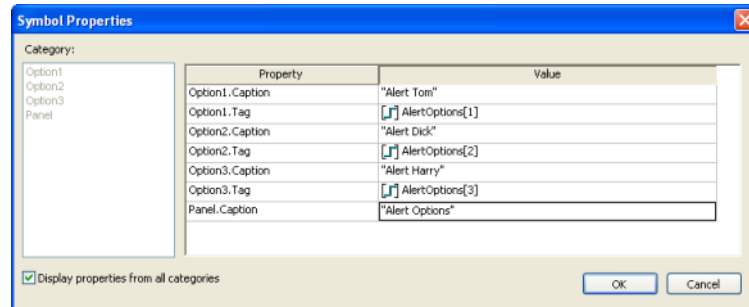 Symbol Properties
Category:
Option1
Option2
Option3
Panel
Property Value
Option1.Caption "Alert Tom"
Option1.Tag AlertOptions[1]
Option2.Caption "Alert Dick"
Option2.Tag AlertOptions[2]
Option3.Caption "Alert Harry"
Option3.Tag AlertOptions[3]
Panel.Caption "Alert Options"
Display properties from all categories
OK Cancel